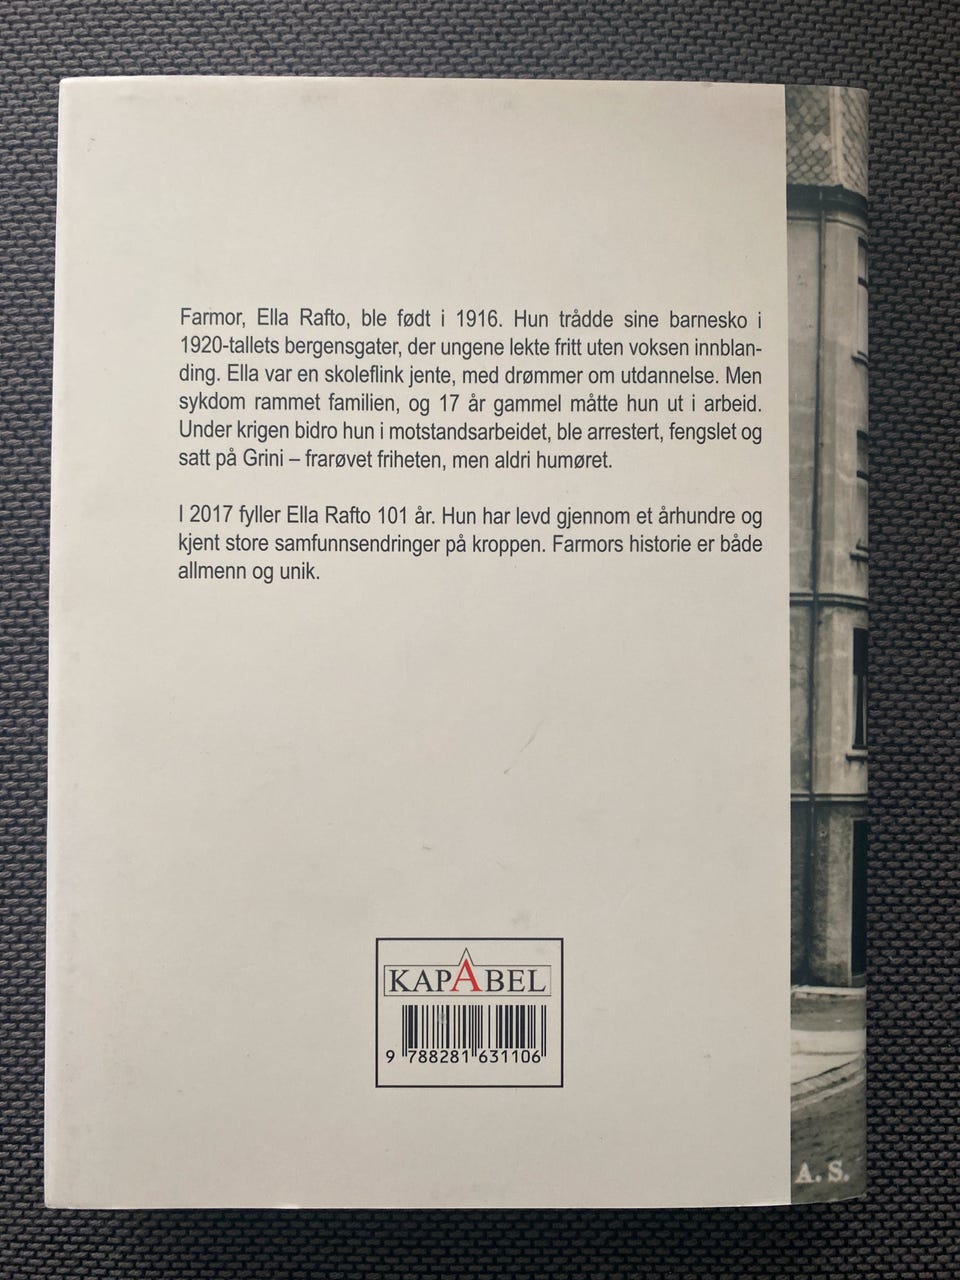 Farmor, Ella Rafto, ble født i 1916. Hun trådde sine barnesko i
1920-tallets bergensgater, der ungene lekte fritt uten voksen innblan-
ding. Ella var en skoleflink jente, med drømmer om utdannelse. Men
sykdom rammet familien, og 17 år gammel måtte hun ut i arbeid.
Under krigen bidro hun i motstandsarbeidet, ble arrestert, fengslet og
satt på Grini – frarøvet friheten, men aldri humøret.
I 2017 fyller Ella Rafto 101 år. Hun har levd gjennom et århundre og
kjent store samfunnsendringer på kroppen. Farmors historie er både
allmenn og unik.
KAPABEL
9 788281 631106
A. S.